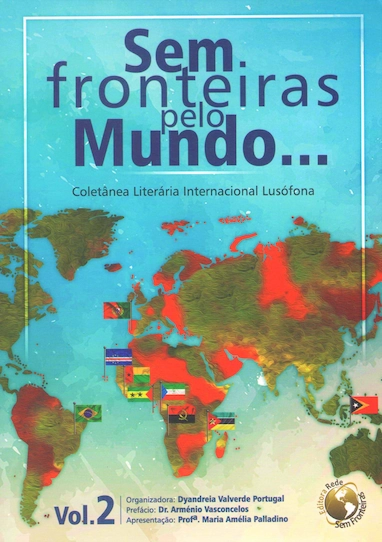 Sem
fronteiras
pelo
Mundo...
Coletânea Literária Internacional Lusófona
Vol.2
Organizadora: Dyandreia Valverde Portugal
Prefácio: Dr. Arménio Vasconcelos
Apresentação: Profª. Maria Amélia Palladino
Editora Rede
Sem Fronteiras